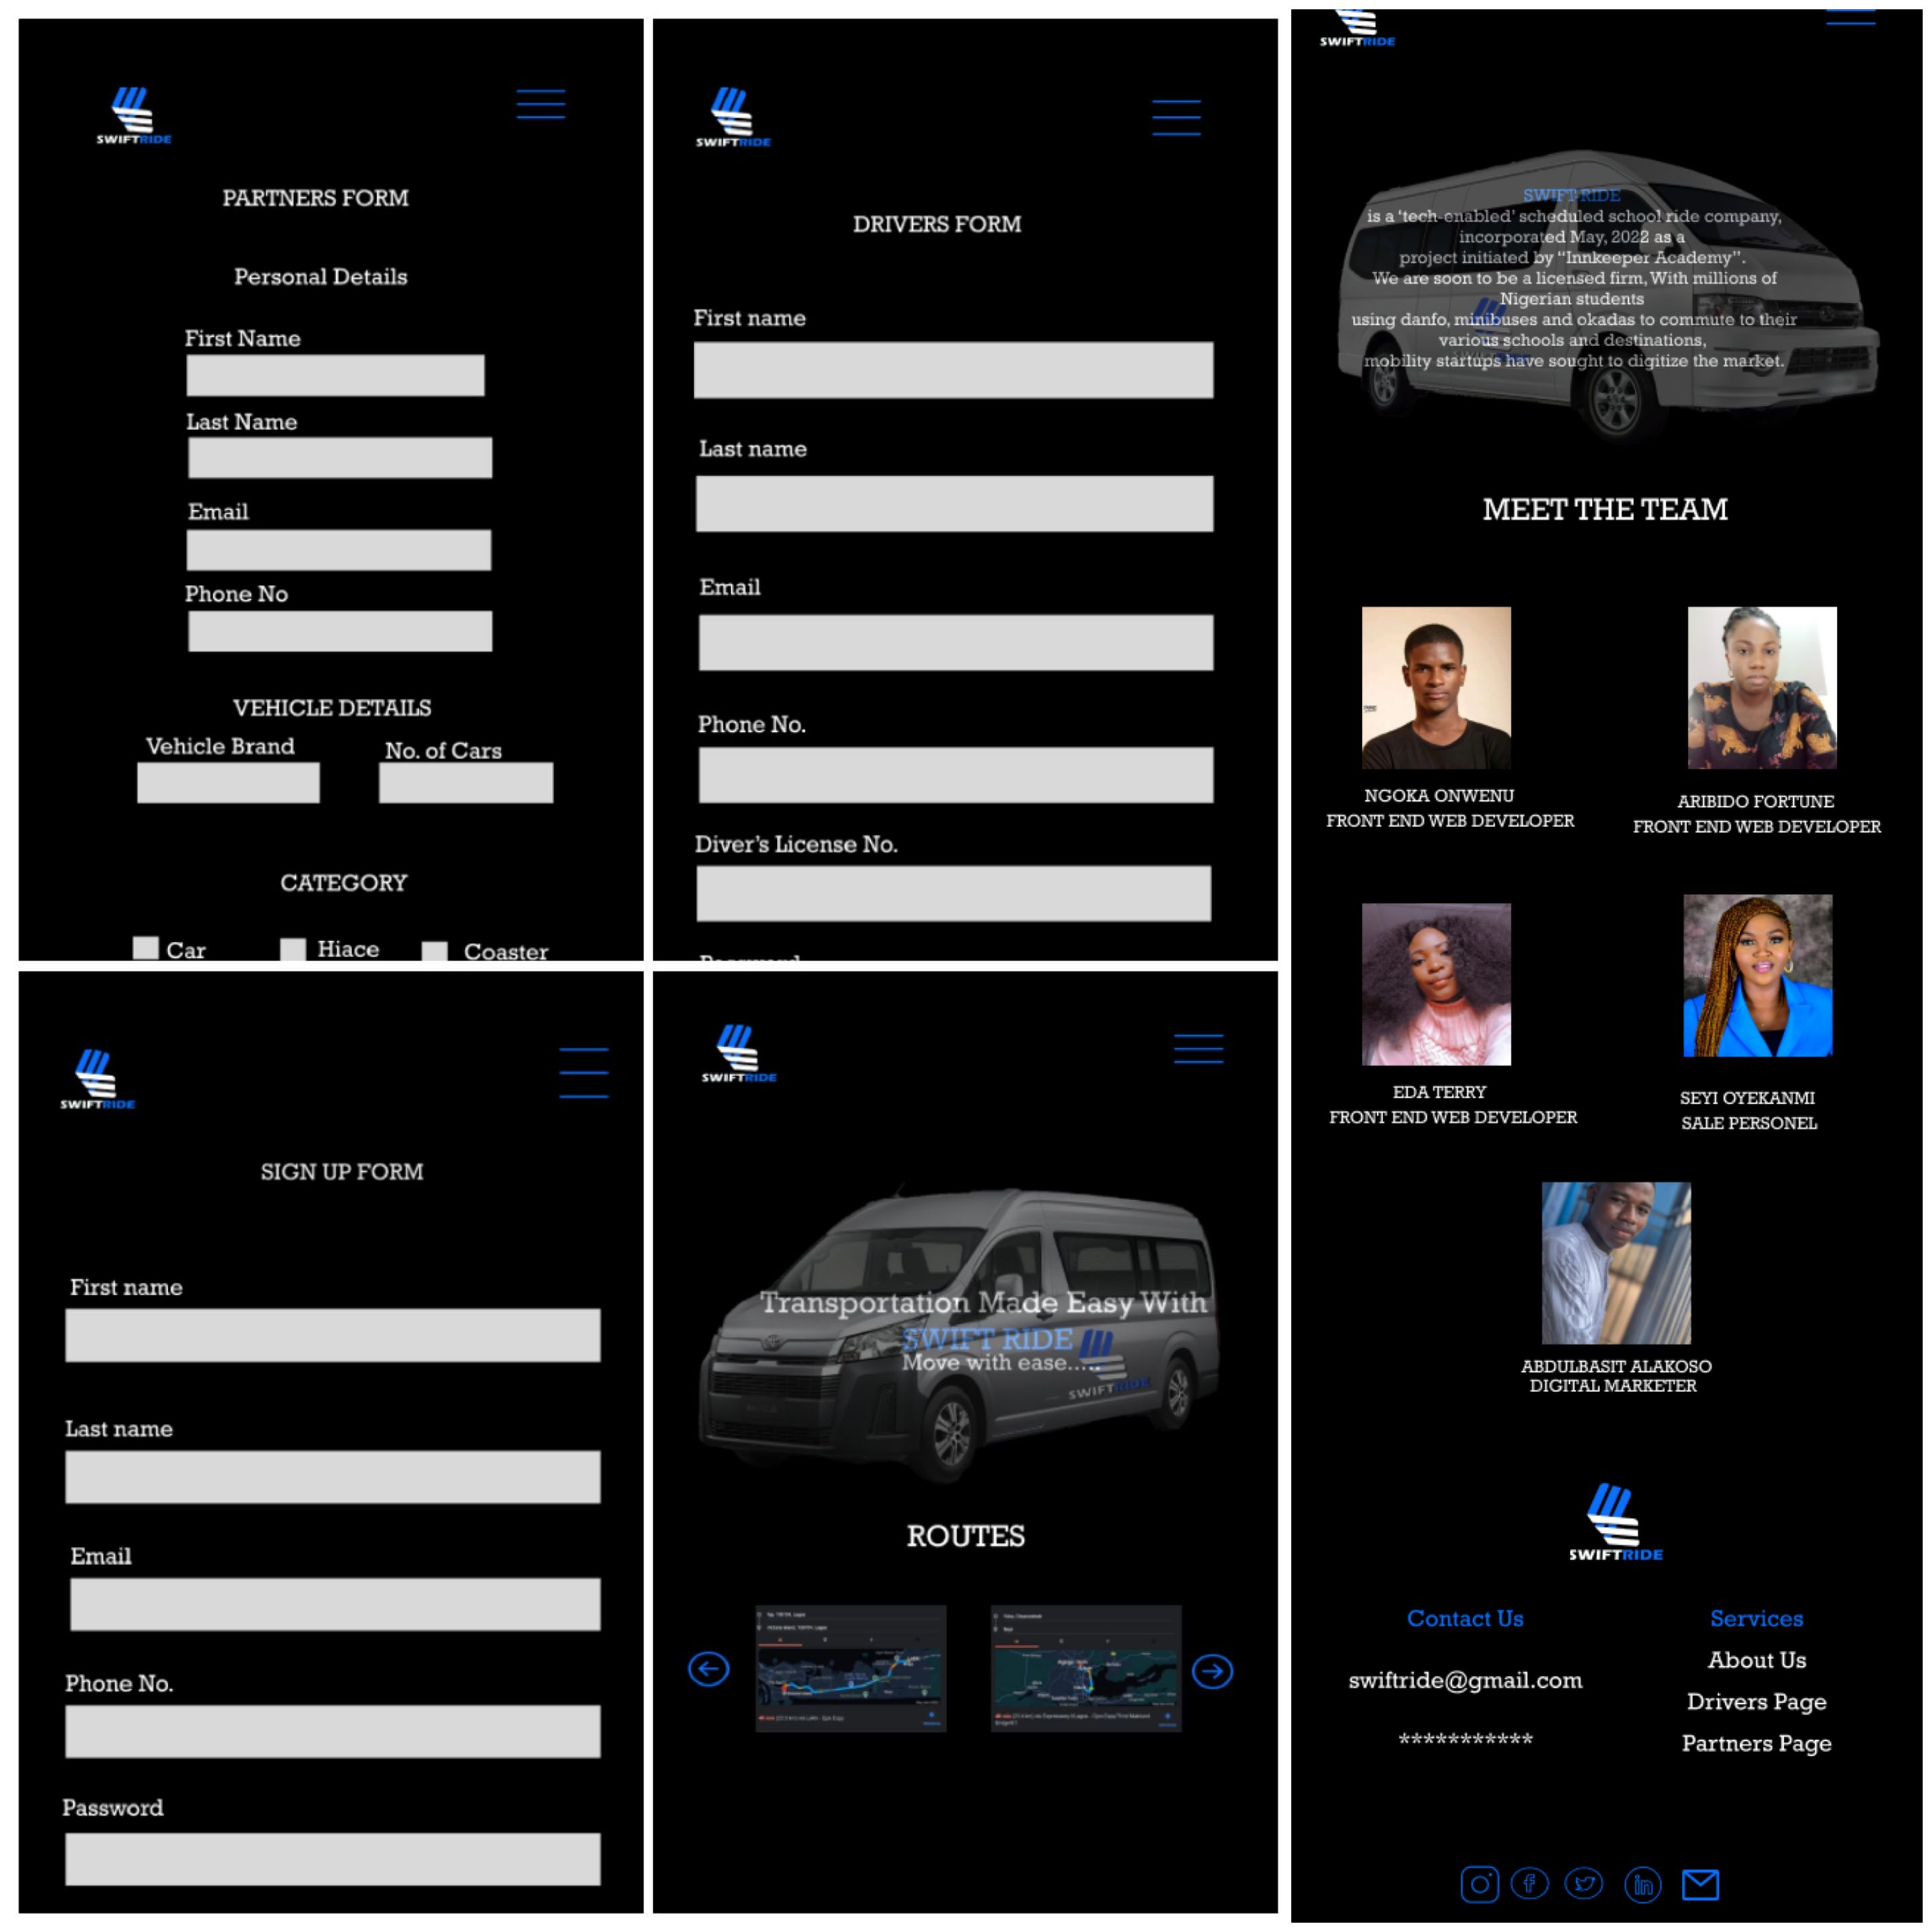 SWIFTRIDE
PARTNERS FORM
Personal Details
First Name
Last Name
Email
Phone No
VEHICLE DETAILS
Vehicle Brand
No. of Cars
CATEGORY
Car
Hiace
Coaster
SWIFTRIDE
DRIVERS FORM
First name
Last name
Email
Phone No.
Diver's License No.
SWIFTRIDE
SWIFT RIDE
is a ‘tech-enabled’ scheduled school ride company,
incorporated May, 2022 as a
project initiated by “Innkeeper Academy”.
We are soon to be a licensed firm, With millions of
Nigerian students
using danfo, minibuses and okadas to commute to their
various schools and destinations,
mobility startups have sought to digitize the market.
MEET THE TEAM
NGOKA ONWENU
FRONT END WEB DEVELOPER
ARIBIDO FORTUNE
FRONT END WEB DEVELOPER
EDA TERRY
FRONT END WEB DEVELOPER
SEYI OYEKANMI
SALE PERSONEL
ABDULBASIT ALAKOSO
DIGITAL MARKETER
SWIFTRIDE
Contact Us
swiftride@gmail.com
***********
Services
About Us
Drivers Page
Partners Page
SWIFTRIDE
SIGN UP FORM
First name
Last name
Email
Phone No.
Password
SWIFTRIDE
Transportation Made Easy With
SWIFT RIDE
Move with ease.....
SWIFTRIDE
ROUTES